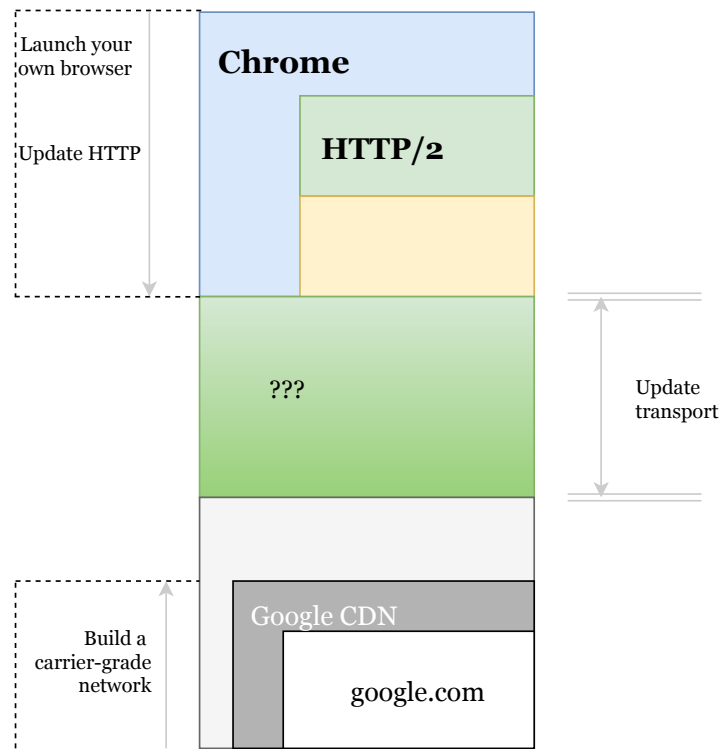 Launch your
own browser
Chrome
Update HTTP
HTTP/2
???
Update
transport
Google CDN
Build a
carrier-grade
network
google.com